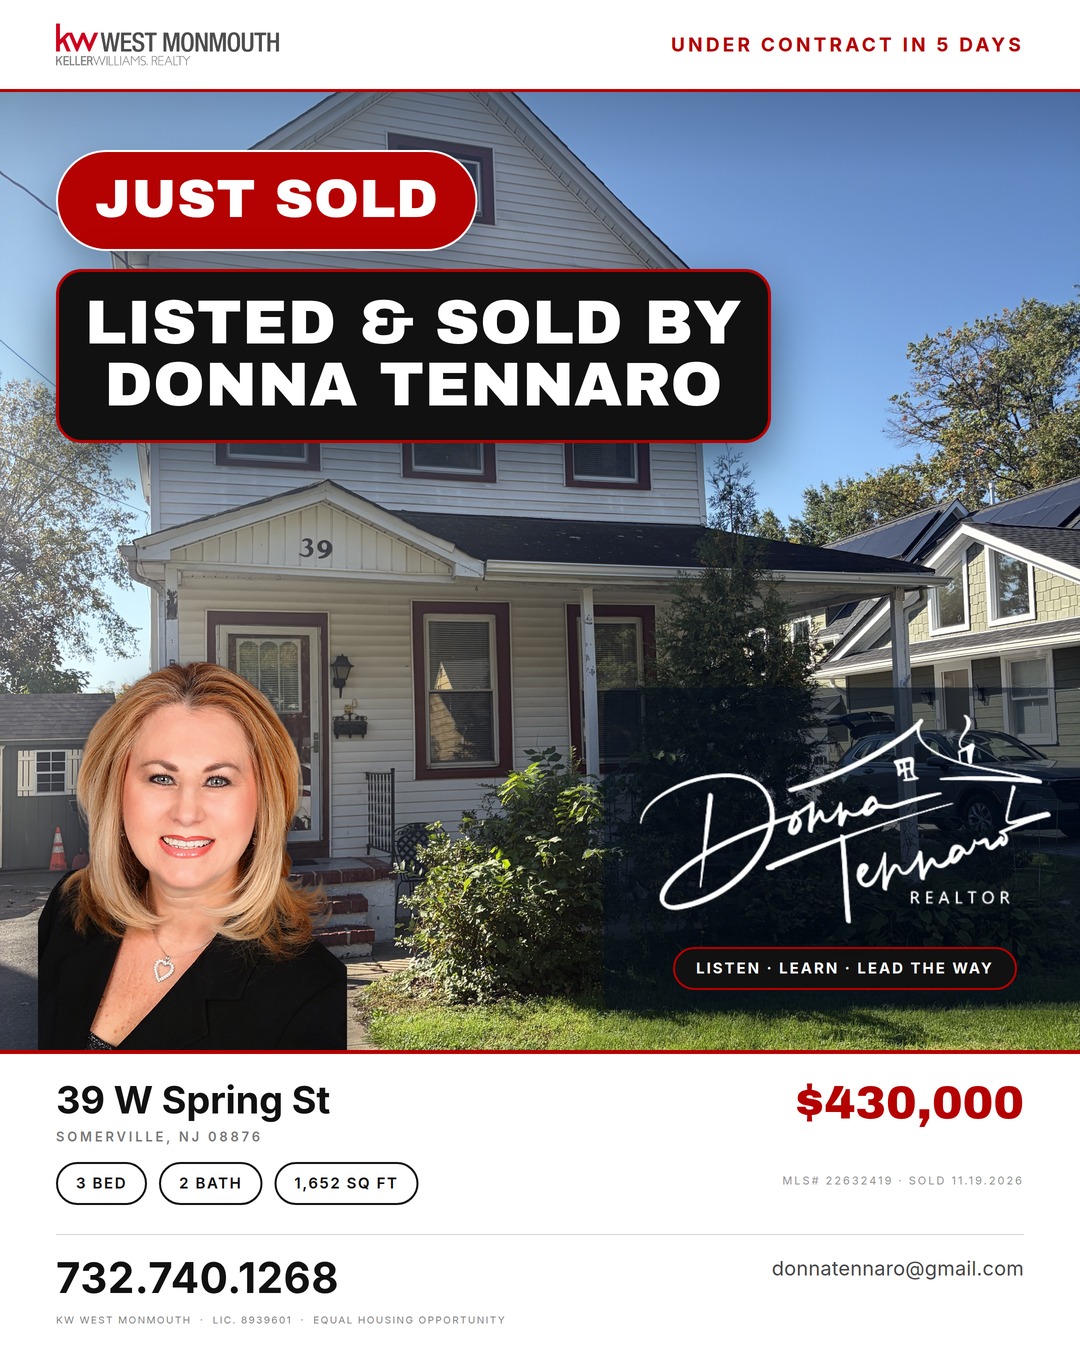 kw WEST MONMOUTH
KELLERWILLIAMS. REALTY
UNDER CONTRACT IN 5 DAYS
JUST SOLD
LISTED & SOLD BY
DONNA TENNARO
39
Donna
Tennaro
REALTOR
LISTEN · LEARN · LEAD THE WAY
39 W Spring St
$430,000
SOMERVILLE, NJ 08876
3 BED
2 BATH
1,652 SQ FT
MLS# 22632419 · SOLD 11.19.2026
732.740.1268
donnatennaro@gmail.com
KW WEST MONMOUTH · LIC. 8939601 · EQUAL HOUSING OPPORTUNITY